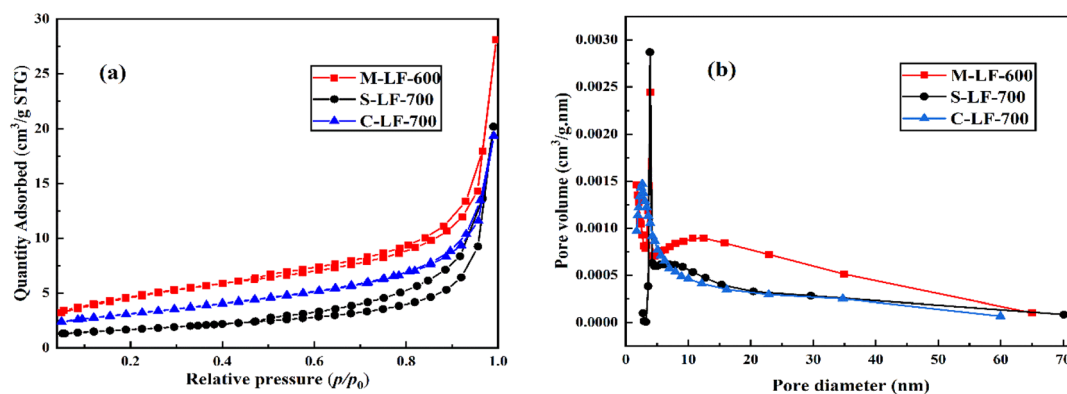 30
25
20
15
10
5
0
0.2
0.4
0.6
0.8
1.0
Quantity Adsorbed (cm³/g STG)
Relative pressure (p/p₀)
(a)
M-LF-600
S-LF-700
C-LF-700
0.0030
0.0025
0.0020
0.0015
0.0010
0.0005
0.0000
0
10
20
30
40
50
60
70
Pore volume (cm³/g.nm)
Pore diameter (nm)
(b)
M-LF-600
S-LF-700
C-LF-700